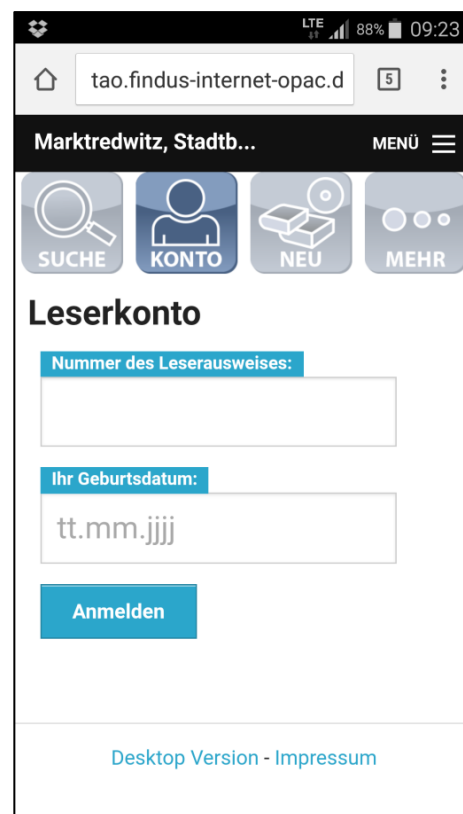 LTE 88% 09:23
tao.findus-internet-opac.d 5
Marktredwitz, Stadtb... MENÜ
SUCHE KONTO NEU MEHR
Leserkonto
Nummer des Leserausweises:
Ihr Geburtsdatum:
tt.mm.jjjj
Anmelden
Desktop Version - Impressum